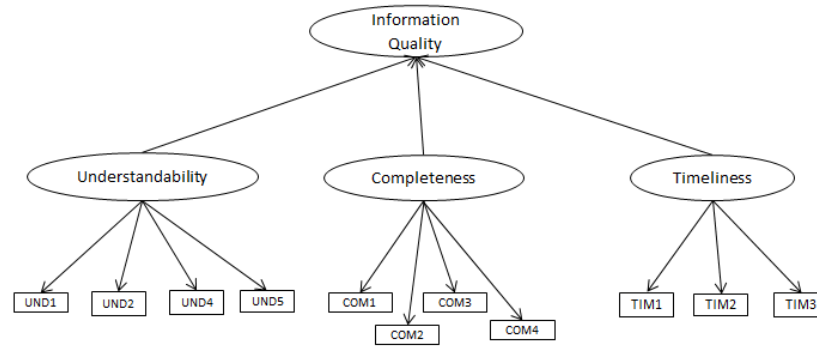 Information
Quality
Understandability
Completeness
Timeliness
UND1
UND2
UND4
UND5
COM1
COM2
COM3
COM4
TIM1
TIM2
TIM3